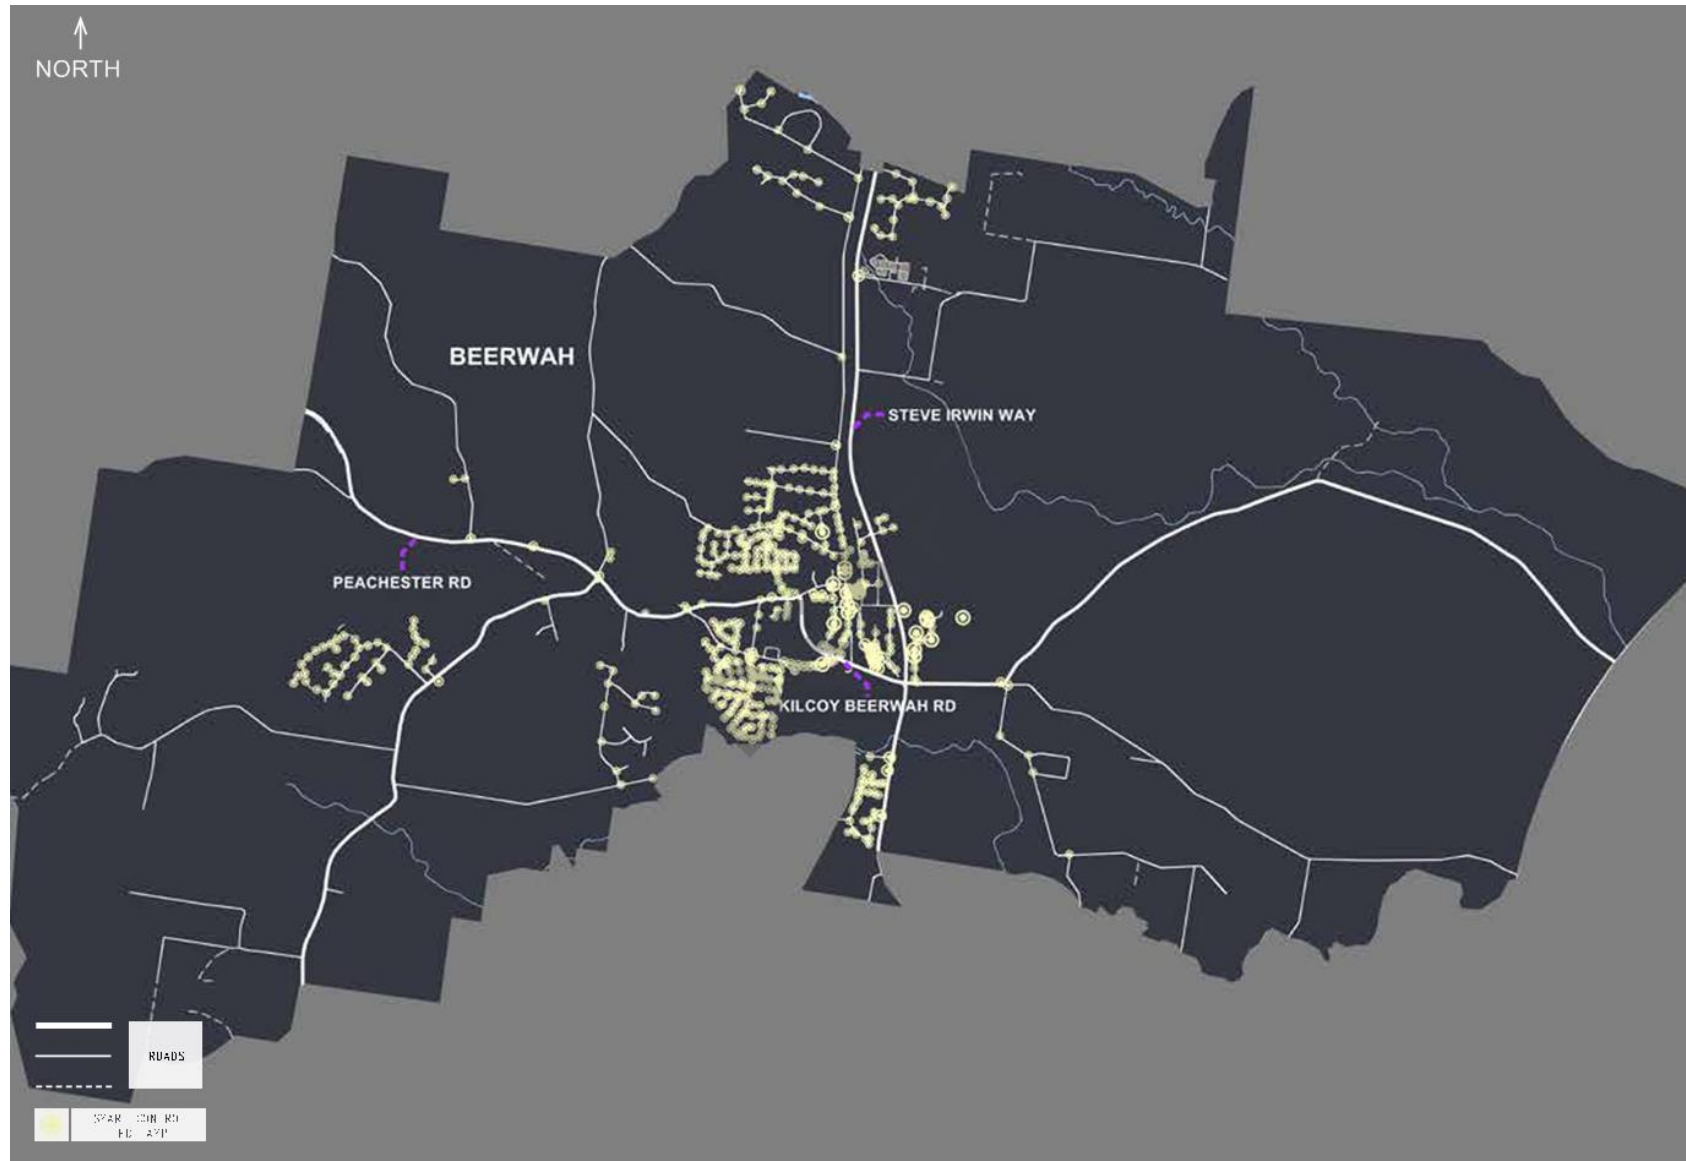 NORTH
BEERWAH
STEVE IRWIN WAY
PEACHESTER RD
KILCOY BEERWAH RD
ROADS